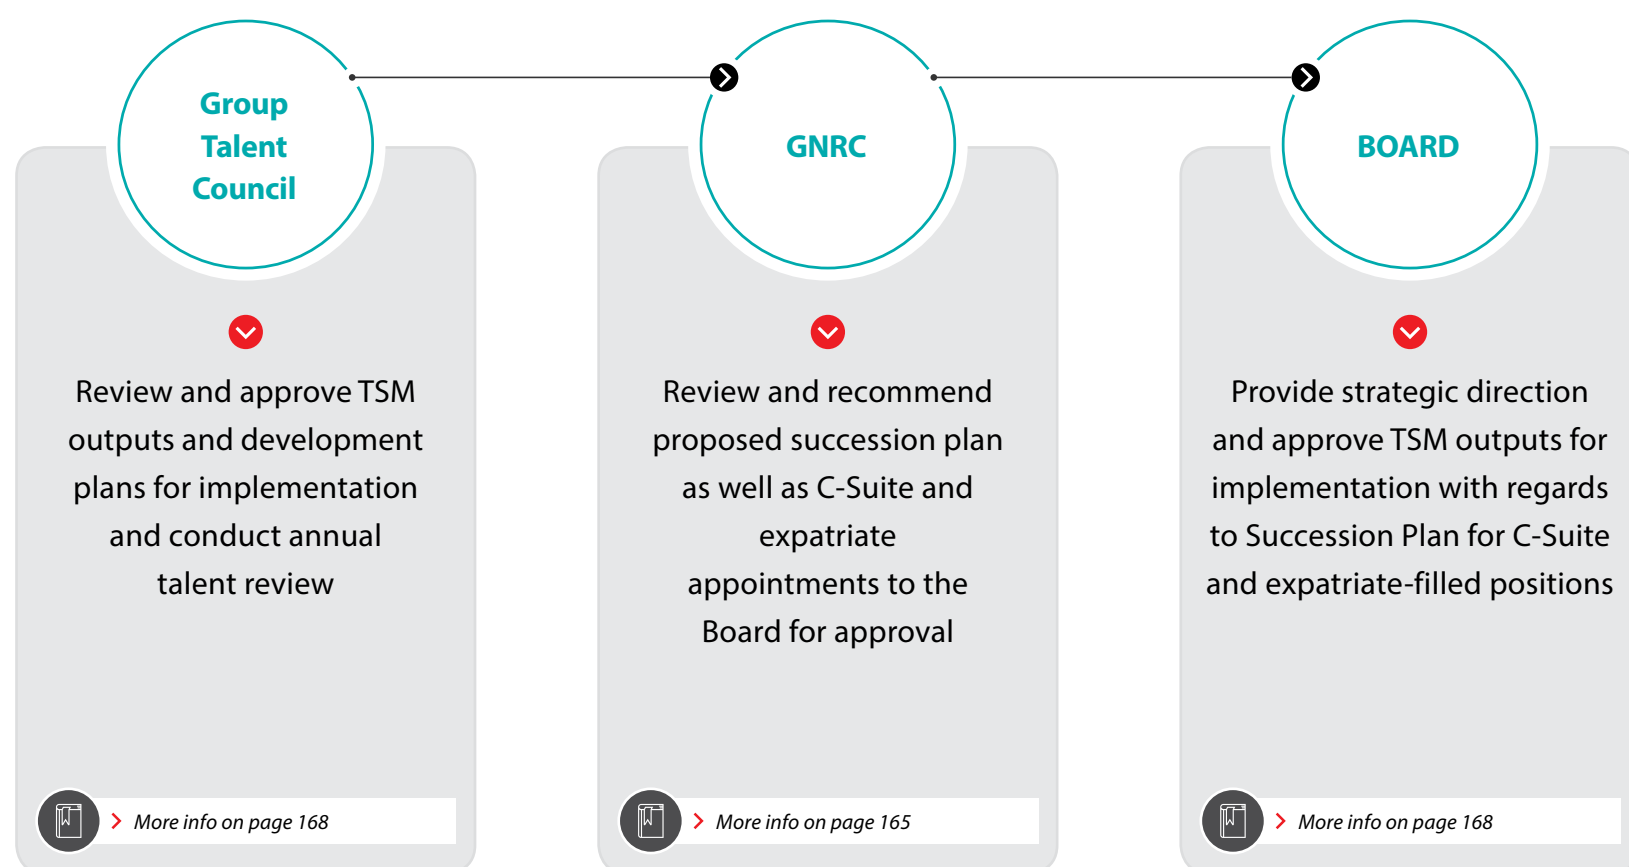 Group
Talent
Council
Review and approve TSM
outputs and development
plans for implementation
and conduct annual
talent review
More info on page 168
GNRC
Review and recommend
proposed succession plan
as well as C-Suite and
expatriate
appointments to the
Board for approval
More info on page 165
BOARD
Provide strategic direction
and approve TSM outputs for
implementation with regards
to Succession Plan for C-Suite
and expatriate-filled positions
More info on page 168